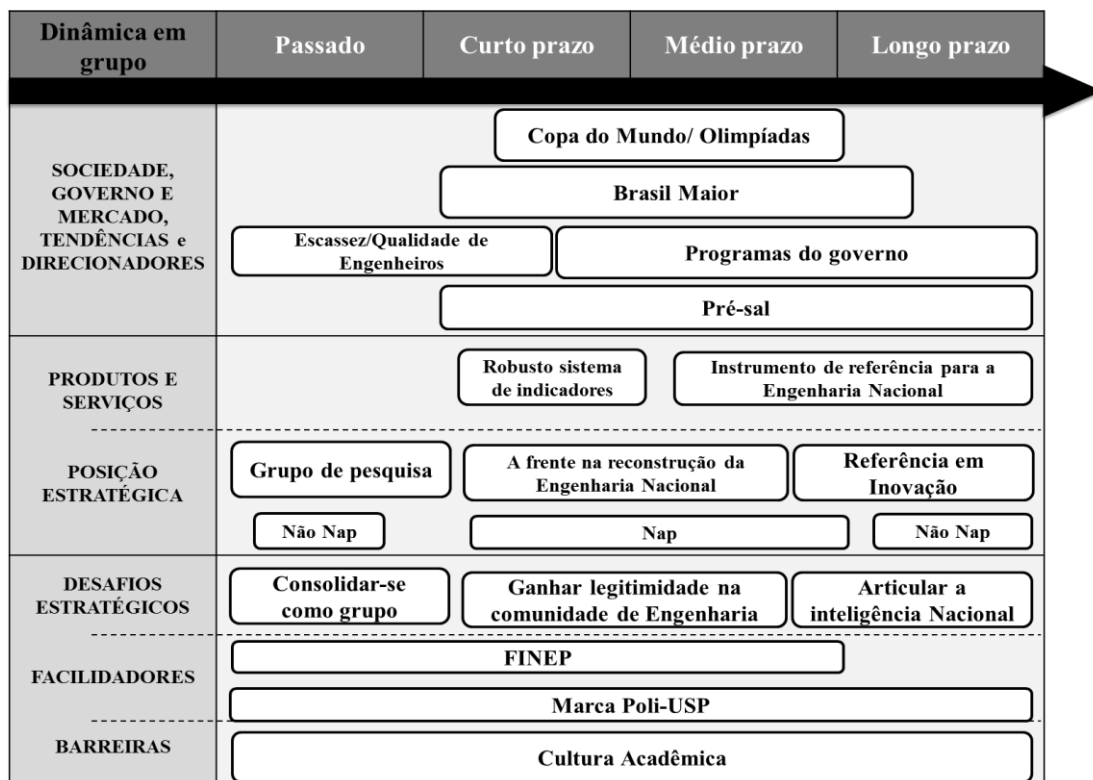 Dinâmica em
grupo
Passado
Curto prazo
Médio prazo
Longo prazo
SOCIEDADE,
GOVERNO E
MERCADO,
TENDÊNCIAS e
DIRECIONADORES
Copa do Mundo/ Olimpíadas
Brasil Maior
Escassez/Qualidade de
Engenheiros
Programas do governo
Pré-sal
PRODUTOS E
SERVIÇOS
Robusto sistema
de indicadores
Instrumento de referência para a
Engenharia Nacional
POSIÇÃO
ESTRATÉGICA
Grupo de pesquisa
A frente na reconstrução da
Engenharia Nacional
Referência em
Inovação
Não Nap
Nap
Não Nap
DESAFIOS
ESTRATÉGICOS
Consolidar-se
como grupo
Ganhar legitimidade na
comunidade de Engenharia
Articular a
inteligência Nacional
FACILIDADORES
FINEP
Marca Poli-USP
BARREIRAS
Cultura Acadêmica